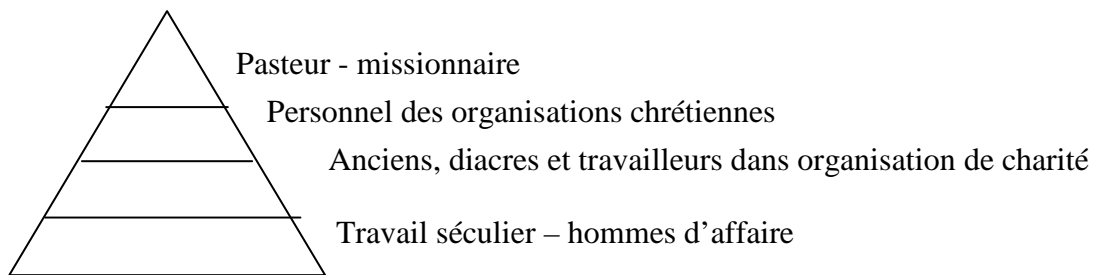 Pasteur - missionnaire
Personnel des organisations chrétiennes
Anciens, diacres et travailleurs dans organisation de charité
Travail séculier – hommes d’affaire